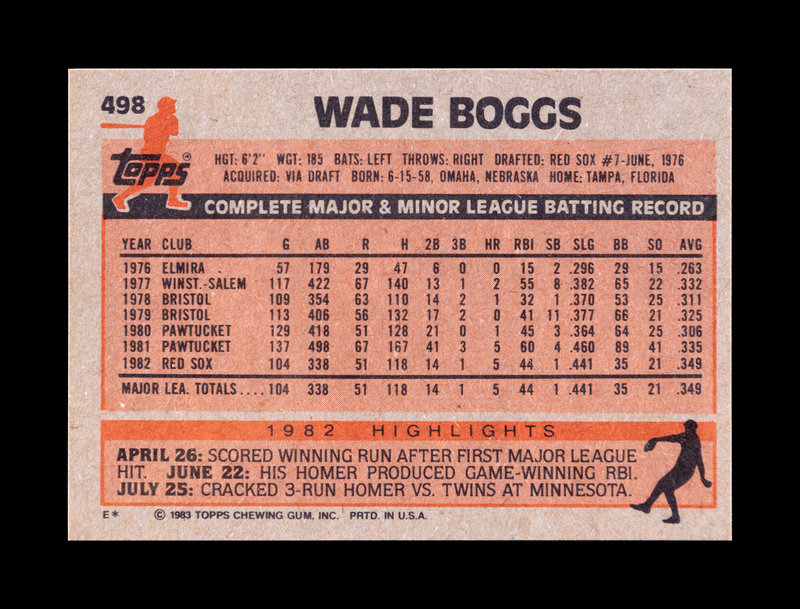 498 WADE BOGGS
topps® HGT: 6'2" WGT: 185 BATS: LEFT THROWS: RIGHT DRAFTED: RED SOX #7-JUNE, 1976
ACQUIRED: VIA DRAFT BORN: 6-15-58, OMAHA, NEBRASKA HOME: TAMPA, FLORIDA
COMPLETE MAJOR & MINOR LEAGUE BATTING RECORD
YEAR CLUB G AB R H 2B 3B HR RBI SB SLG BB SO AVG
1976 ELMIRA 57 179 29 47 6 0 0 15 2 .296 29 15 .263
1977 WINST.-SALEM 117 422 67 140 13 1 2 55 8 .382 65 22 .332
1978 BRISTOL 109 354 63 110 14 2 1 32 1 .370 53 25 .311
1979 BRISTOL 113 406 56 132 17 2 0 41 11 .377 66 21 .325
1980 PAWTUCKET 129 418 51 128 21 0 1 45 3 .364 64 25 .306
1981 PAWTUCKET 137 498 67 167 41 3 5 60 4 .460 89 41 .335
1982 RED SOX 104 338 51 118 14 1 5 44 1 .441 35 21 .349
MAJOR LEA. TOTALS.... 104 338 51 118 14 1 5 44 1 .441 35 21 .349
1982 HIGHLIGHTS
APRIL 26: SCORED WINNING RUN AFTER FIRST MAJOR LEAGUE
HIT. JUNE 22: HIS HOMER PRODUCED GAME-WINNING RBI.
JULY 25: CRACKED 3-RUN HOMER VS. TWINS AT MINNESOTA.
E* © 1983 TOPPS CHEWING GUM, INC. PRTD. IN U.S.A.